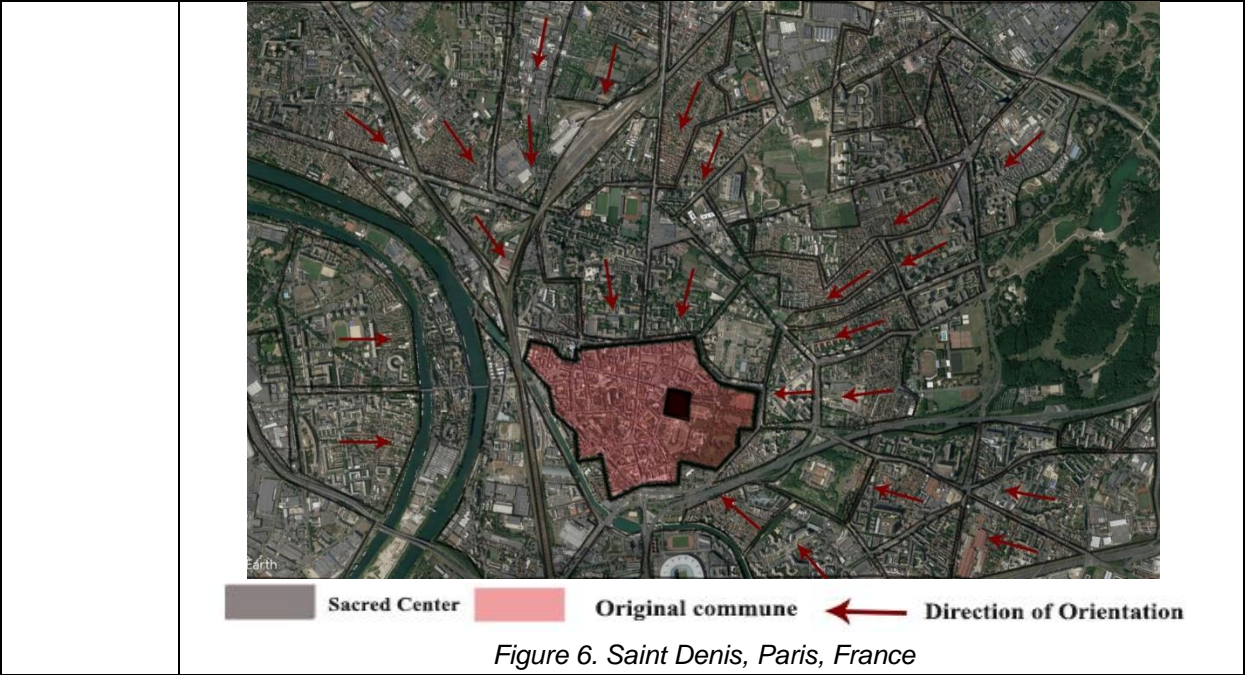 Earth
Sacred Center Original commune Direction of Orientation
Figure 6. Saint Denis, Paris, France